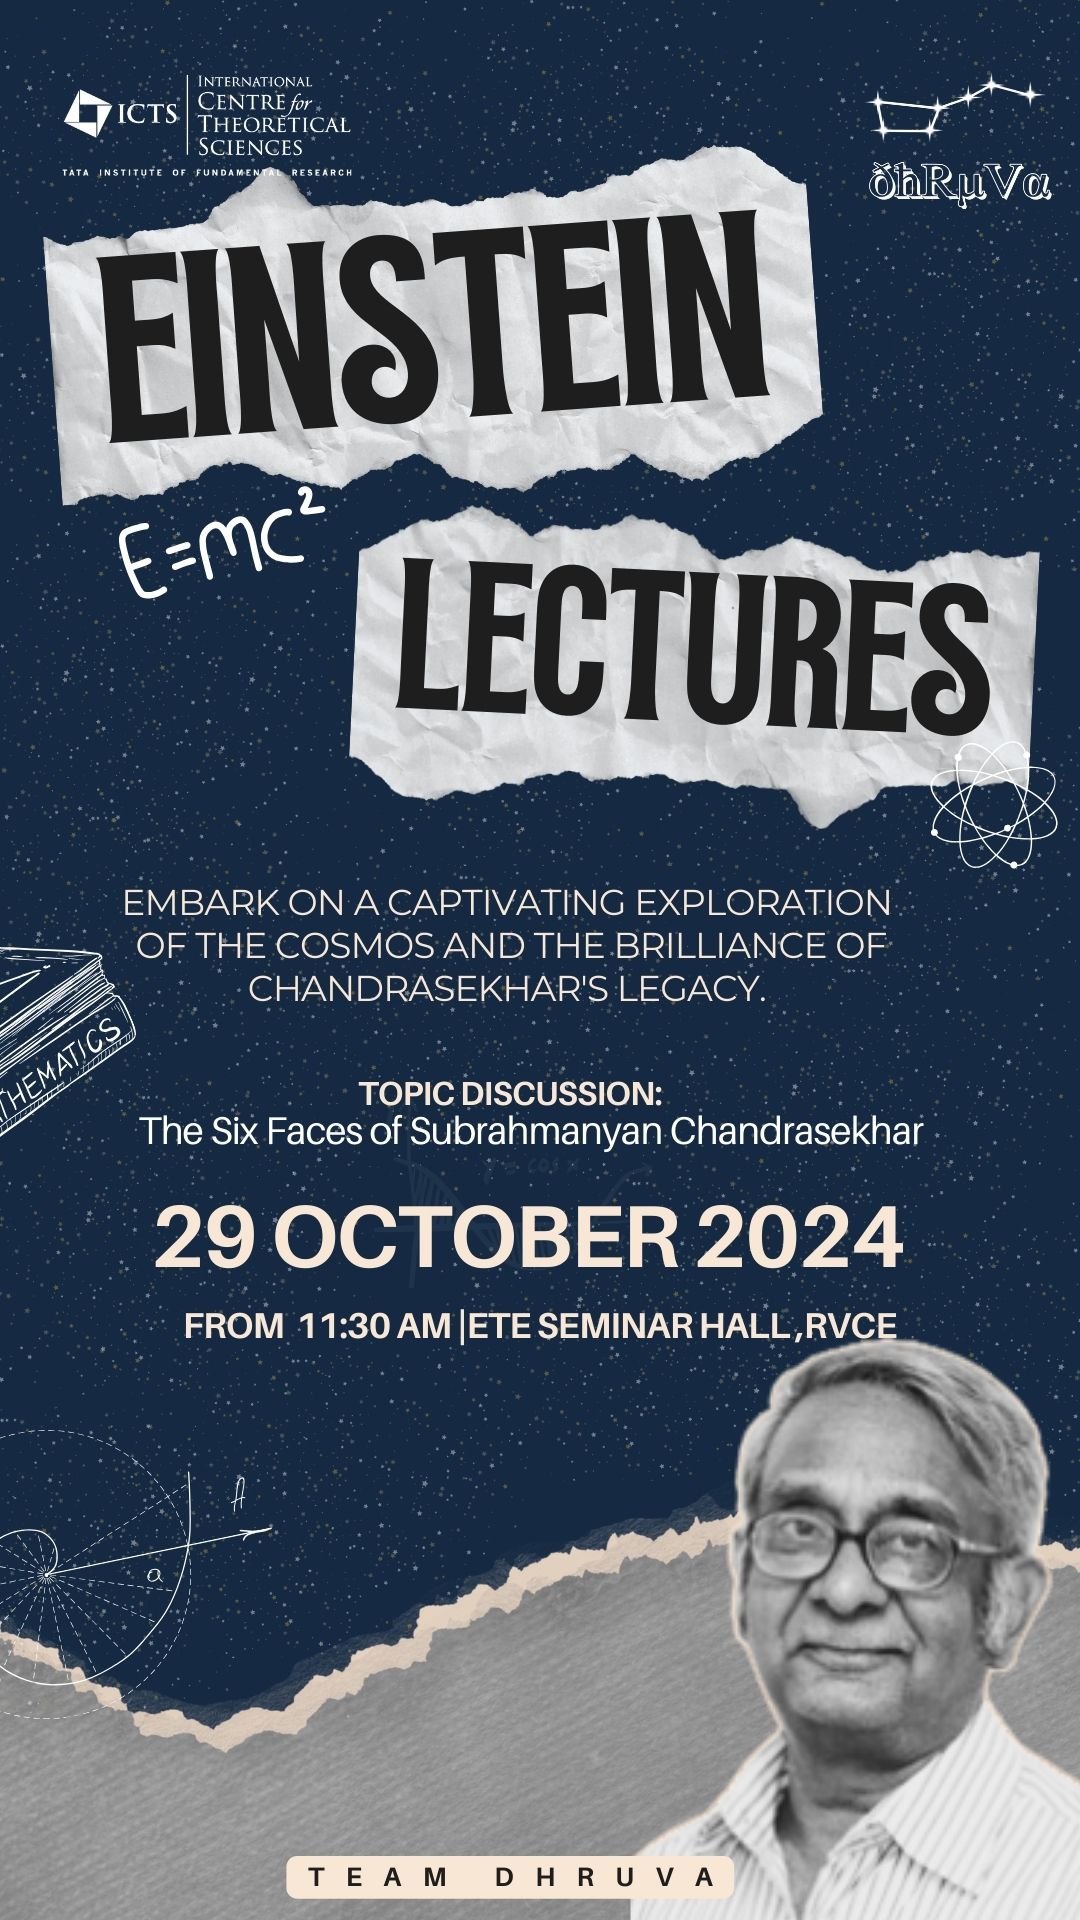 ICTS
INTERNATIONAL
CENTRE for
THEORETICAL
SCIENCES
TATA INSTITUTE OF FUNDAMENTAL RESEARCH
ðħRμVα
EINSTEIN
E=mc²
LECTURES
EMBARK ON A CAPTIVATING EXPLORATION
OF THE COSMOS AND THE BRILLIANCE OF
CHANDRASEKHAR'S LEGACY.
THEMATICS
TOPIC DISCUSSION:
The Six Faces of Subrahmanyan Chandrasekhar
y = cos x
29 OCTOBER 2024
FROM 11:30 AM |ETE SEMINAR HALL ,RVCE
A
a
TEAM DHRUVA